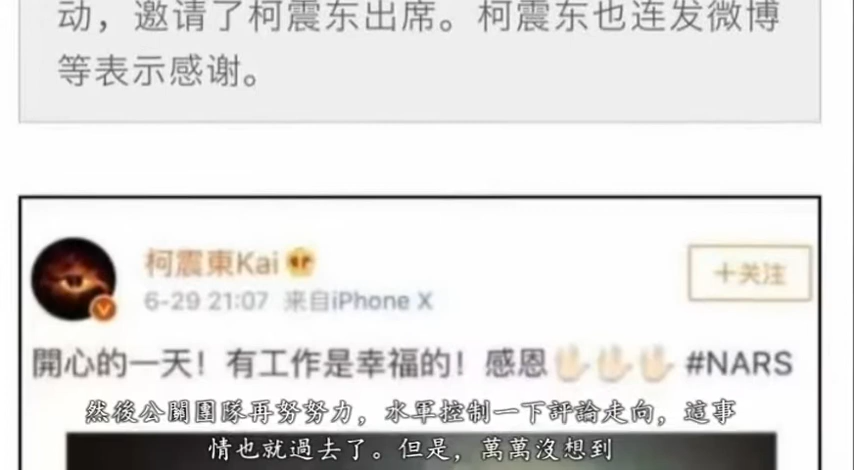 动，邀请了柯震东出席。柯震东也连发微博
等表示感谢。
柯震東Kai
+关注
6-29 21:07 来自iPhone X
開心的一天！有工作是幸福的！感恩🖐🏻🖐🏻🖐🏻 #NARS
然後公關團隊再努努力，水軍控制一下評論走向，這事
情也就過去了。但是，萬萬沒想到